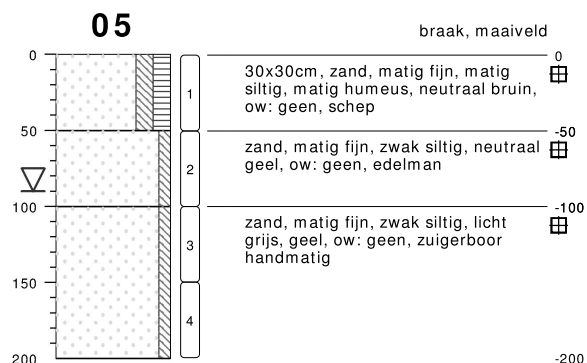 05
braak, maaiveld
0
0
30x30cm, zand, matig fijn, matig
siltig, matig humeus, neutraal bruin,
ow: geen, schep
1
50
-50
zand, matig fijn, zwak siltig, neutraal
geel, ow: geen, edelman
2
100
-100
zand, matig fijn, zwak siltig, licht
grijs, geel, ow: geen, zuigerboor
handmatig
3
150
4
200
-200